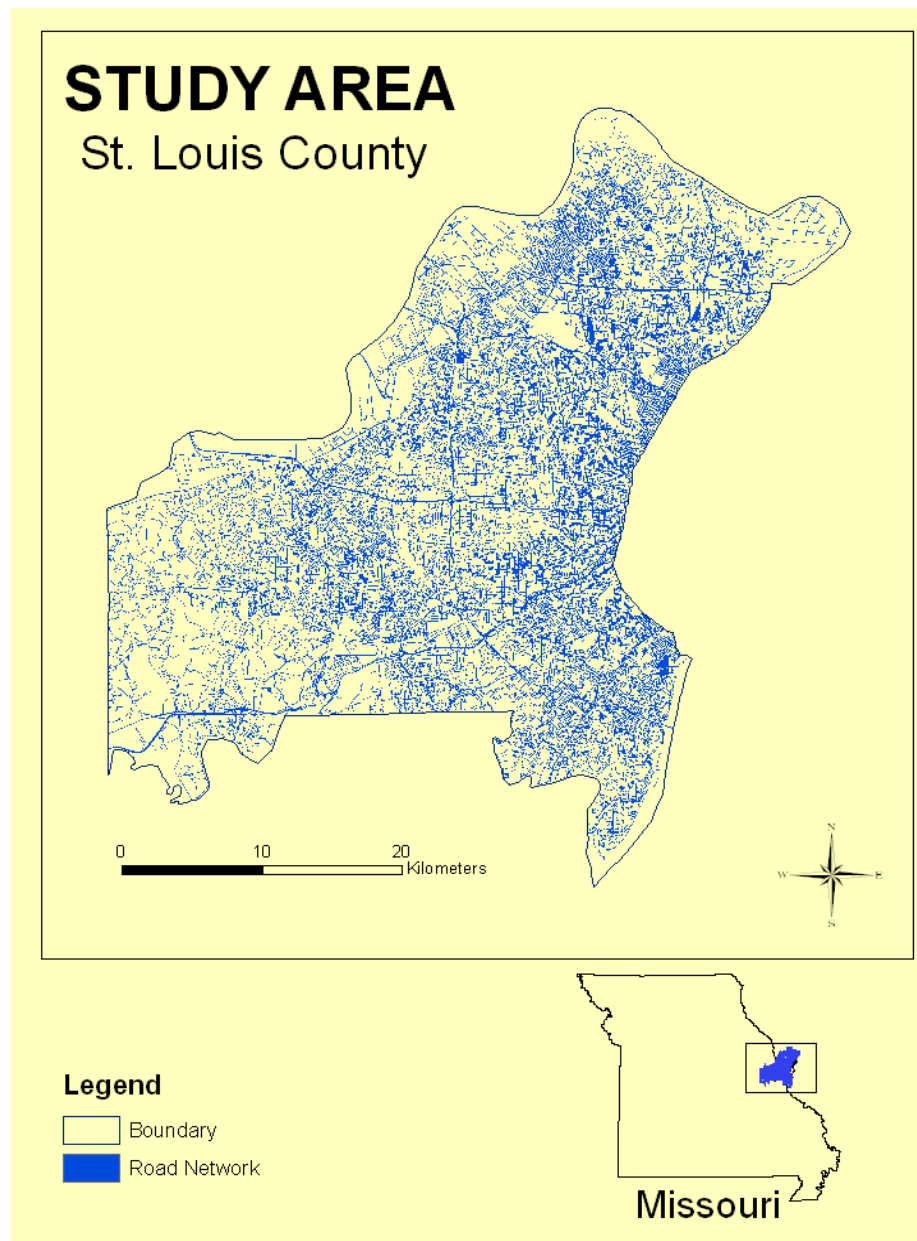 STUDY AREA
St. Louis County
0 10 20
Kilometers
N
W E
S
Legend
Boundary
Road Network
Missouri